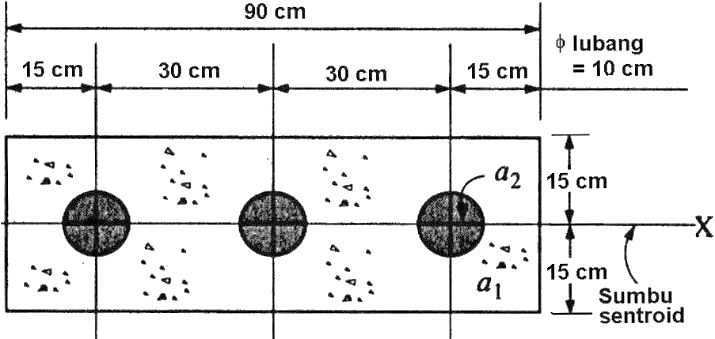 90 cm
15 cm
30 cm
30 cm
15 cm
ϕ lubang
= 10 cm
a2
15 cm
X
15 cm
a1
Sumbu
sentroid